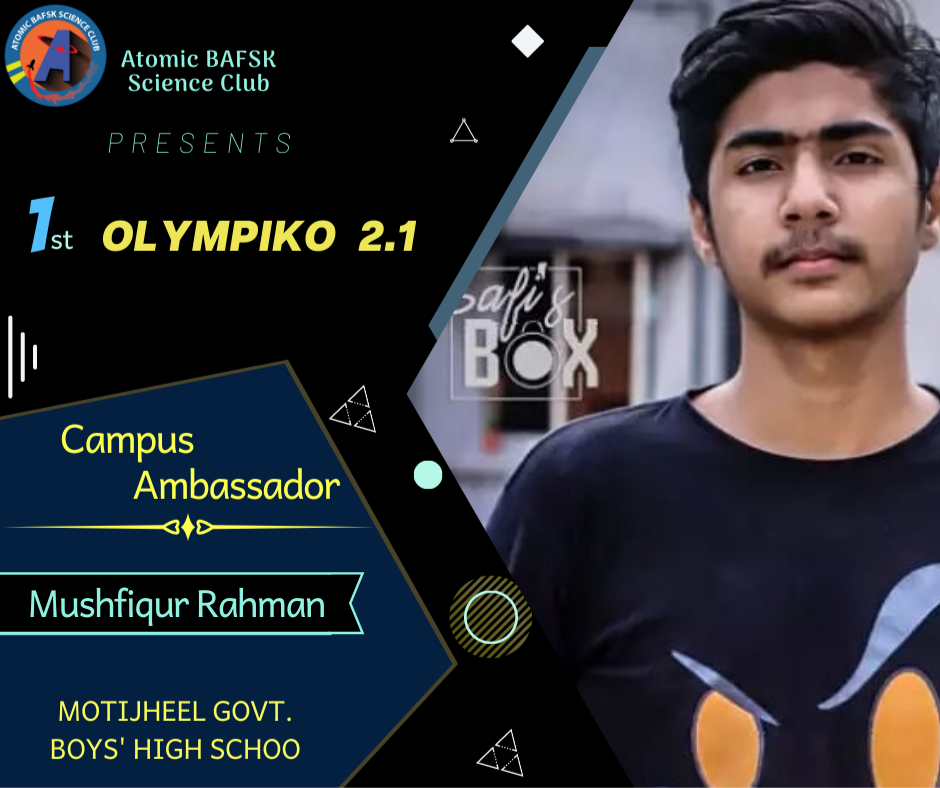 ATOMIC BAFSK SCIENCE CLUB
A
Atomic BAFSK
Science Club
PRESENTS
1st OLYMPIKO 2.1
Safi's
BOX
Campus
Ambassador
Mushfiqur Rahman
MOTIJHEEL GOVT.
BOYS' HIGH SCHOO